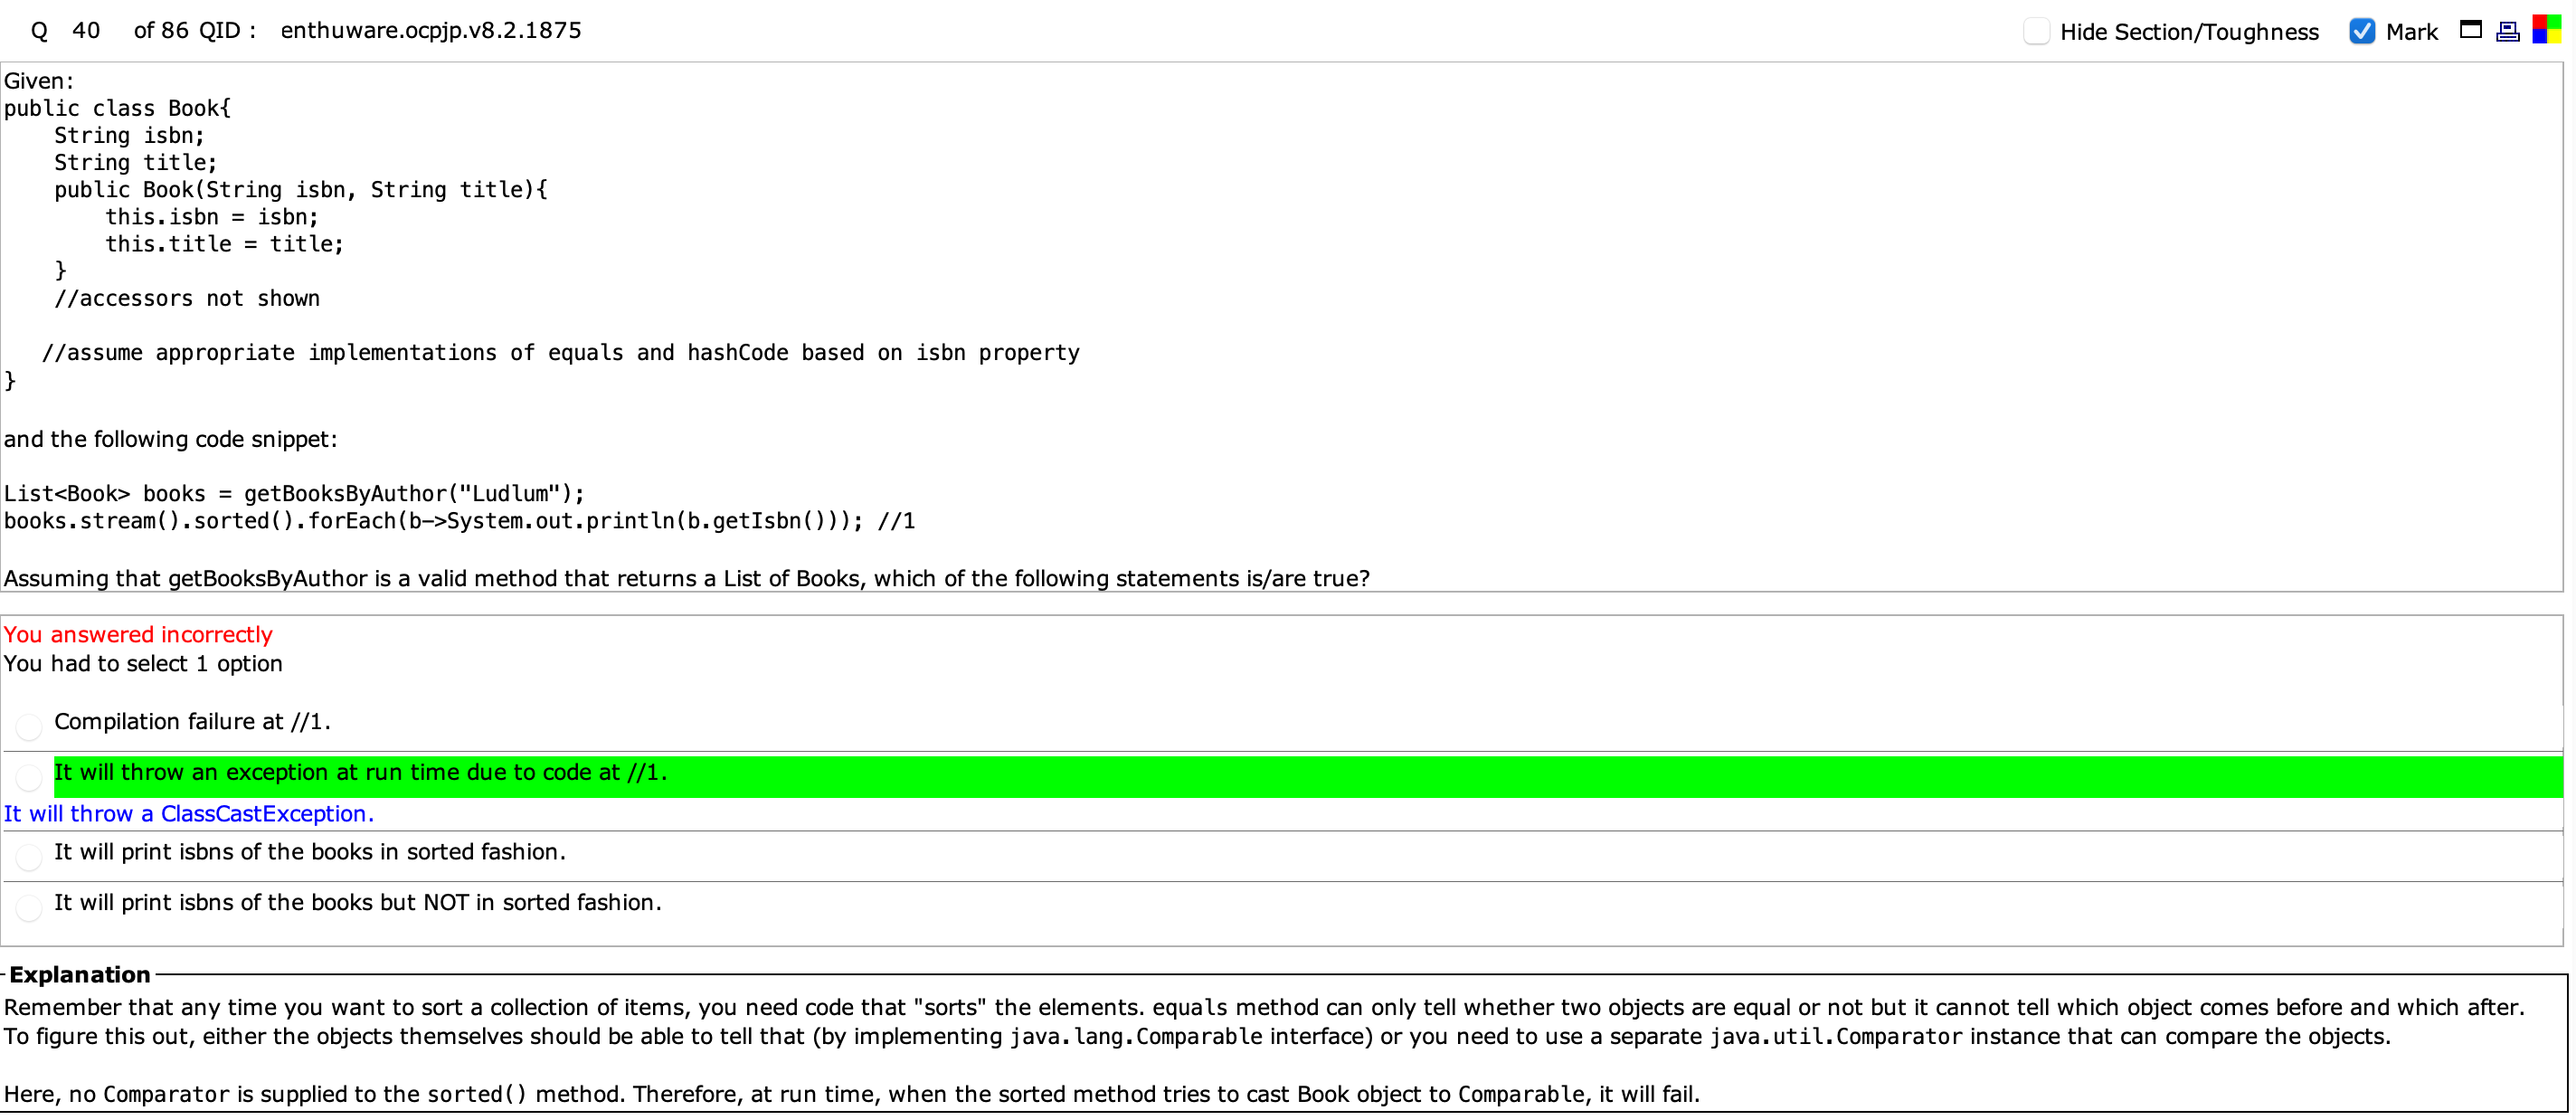 Q 40 of 86 QID : enthuware.ocpjp.v8.2.1875 Hide Section/Toughness Mark
Given:
public class Book{
    String isbn;
    String title;
    public Book(String isbn, String title){
        this.isbn = isbn;
        this.title = title;
    }
    //accessors not shown
   //assume appropriate implementations of equals and hashCode based on isbn property
}
and the following code snippet:
List<Book> books = getBooksByAuthor("Ludlum");
books.stream().sorted().forEach(b->System.out.println(b.getIsbn())); //1
Assuming that getBooksByAuthor is a valid method that returns a List of Books, which of the following statements is/are true?
You answered incorrectly
You had to select 1 option
Compilation failure at //1.
It will throw an exception at run time due to code at //1.
It will throw a ClassCastException.
It will print isbns of the books in sorted fashion.
It will print isbns of the books but NOT in sorted fashion.
Explanation
Remember that any time you want to sort a collection of items, you need code that "sorts" the elements. equals method can only tell whether two objects are equal or not but it cannot tell which object comes before and which after.
To figure this out, either the objects themselves should be able to tell that (by implementing java.lang.Comparable interface) or you need to use a separate java.util.Comparator instance that can compare the objects.
Here, no Comparator is supplied to the sorted() method. Therefore, at run time, when the sorted method tries to cast Book object to Comparable, it will fail.